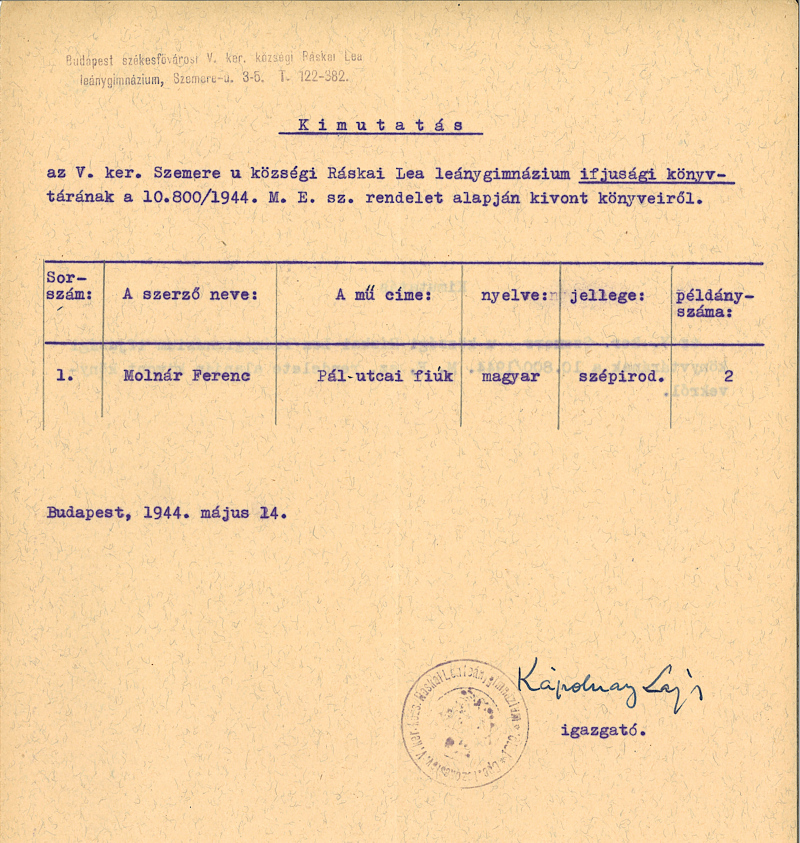 Budapest székesfővárosi V. ker. községi Ráskai Lea
leánygimnázium, Szemere-u. 3-5. T. 122-382.
Kimutatás
az V. ker. Szemere u községi Ráskai Lea leánygimnázium ifjusági könyv-
tárának a 10.800/1944. M. E. sz. rendelet alapján kivont könyveiről.
Sor-
szám: A szerző neve: A mű címe: nyelve: jellege: példány-
száma:
1. Molnár Ferenc Pál-utcai fiúk magyar szépirod. 2
Budapest, 1944. május 14.
Kápolnay Lajos
igazgató.
Ráskai Lea leánygimnázium